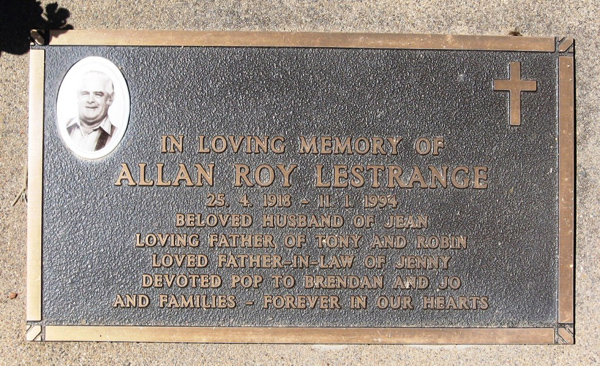 IN LOVING MEMORY OF
ALLAN ROY LESTRANGE
25. 4. 1918 - 11. 1. 1994
BELOVED HUSBAND OF JEAN
LOVING FATHER OF TONY AND ROBIN
LOVED FATHER-IN-LAW OF JENNY
DEVOTED POP TO BRENDAN AND JO
AND FAMILIES - FOREVER IN OUR HEARTS